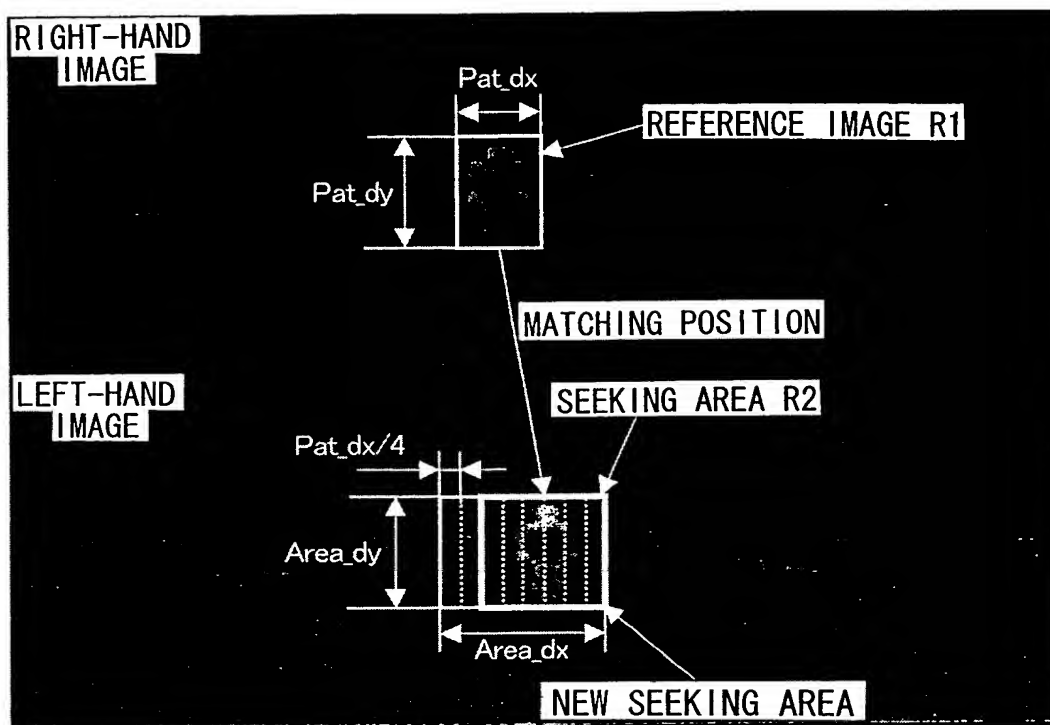 RIGHT-HAND
IMAGE
Pat_dx
REFERENCE IMAGE R1
Pat_dy
MATCHING POSITION
LEFT-HAND
IMAGE
SEEKING AREA R2
Pat_dx/4
Area_dy
Area_dx
NEW SEEKING AREA